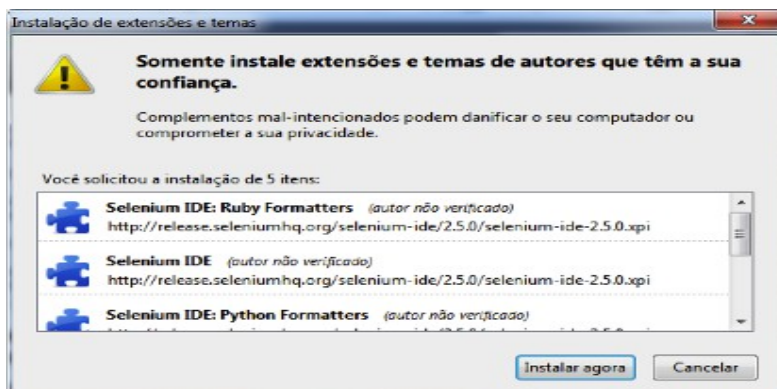 Instalação de extensões e temas
Somente instale extensões e temas de autores que têm a sua
confiança.
Complementos mal-intencionados podem danificar o seu computador ou
comprometer a sua privacidade.
Você solicitou a instalação de 5 itens:
Selenium IDE: Ruby Formatters (autor não verificado)
http://release.seleniumhq.org/selenium-ide/2.5.0/selenium-ide-2.5.0.xpi
Selenium IDE (autor não verificado)
http://release.seleniumhq.org/selenium-ide/2.5.0/selenium-ide-2.5.0.xpi
Selenium IDE: Python Formatters (autor não verificado)
Instalar agora Cancelar